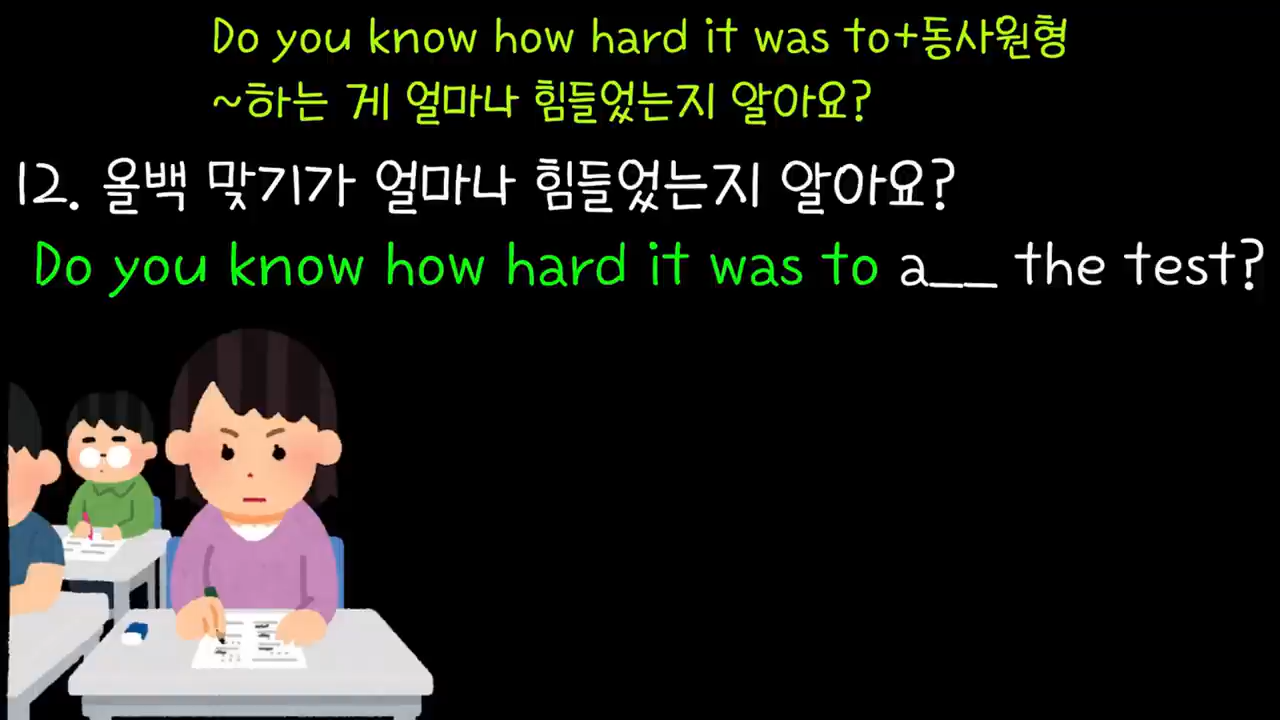 Do you know how hard it was to+동사원형
~하는 게 얼마나 힘들었는지 알아요?
12. 올백 맞기가 얼마나 힘들었는지 알아요?
Do you know how hard it was to a__ the test?